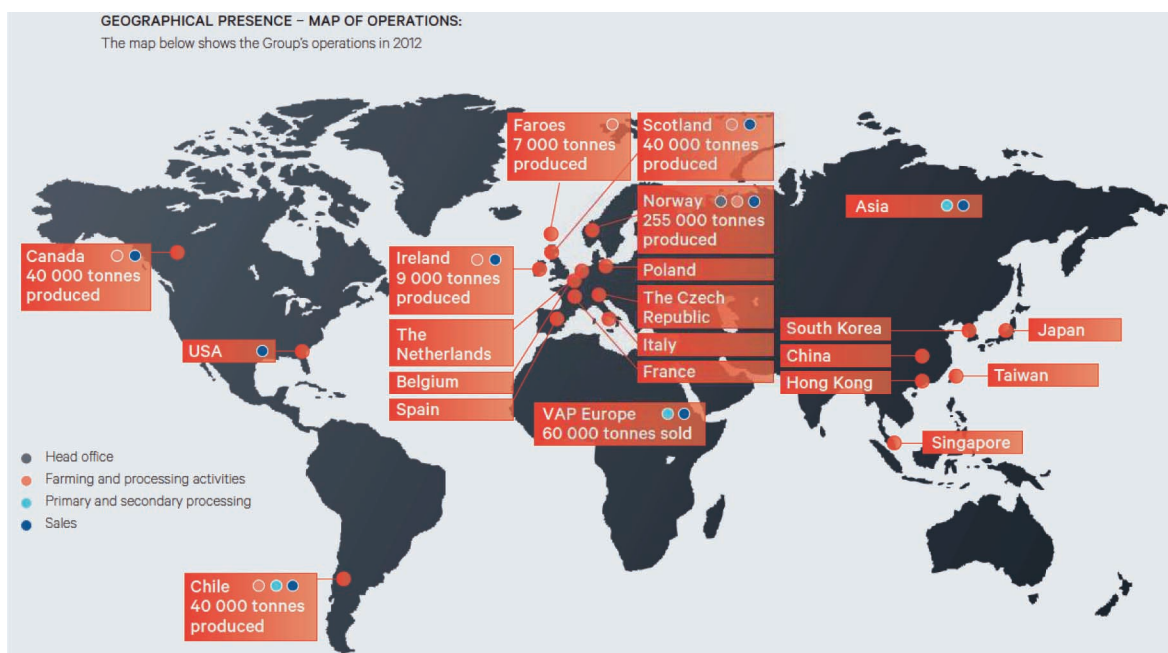 GEOGRAPHICAL PRESENCE – MAP OF OPERATIONS:
The map below shows the Group's operations in 2012
Faroes
7 000 tonnes
produced
Scotland
40 000 tonnes
produced
Norway
255 000 tonnes
produced
Asia
Canada
40 000 tonnes
produced
Ireland
9 000 tonnes
produced
Poland
The Czech
Republic
The
Netherlands
Italy
USA
Belgium
France
Spain
South Korea
Japan
China
Hong Kong
Taiwan
VAP Europe
60 000 tonnes sold
Singapore
Head office
Farming and processing activities
Primary and secondary processing
Sales
Chile
40 000 tonnes
produced